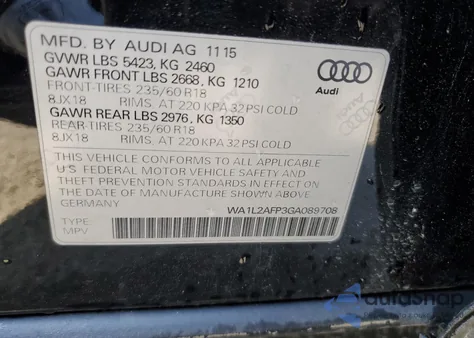 MFD. BY AUDI AG 11 15
GVWR LBS 5423, KG 2460
GAWR FRONT LBS 2668, KG 1210
FRONT-TIRES 235/60 R18
8JX18 RIMS, AT 220 KPA 32 PSI COLD
GAWR REAR LBS 2976, KG 1350
REAR-TIRES 235/60 R18
8JX18 RIMS, AT 220 KPA 32 PSI COLD
Audi
THIS VEHICLE CONFORMS TO ALL APPLICABLE
U.S. FEDERAL MOTOR VEHICLE SAFETY AND
THEFT PREVENTION STANDARDS IN EFFECT ON
THE DATE OF MANUFACTURE SHOWN ABOVE.
GERMANY WA1L2AFP3GA089708
TYPE:
MPV
AutoSnap